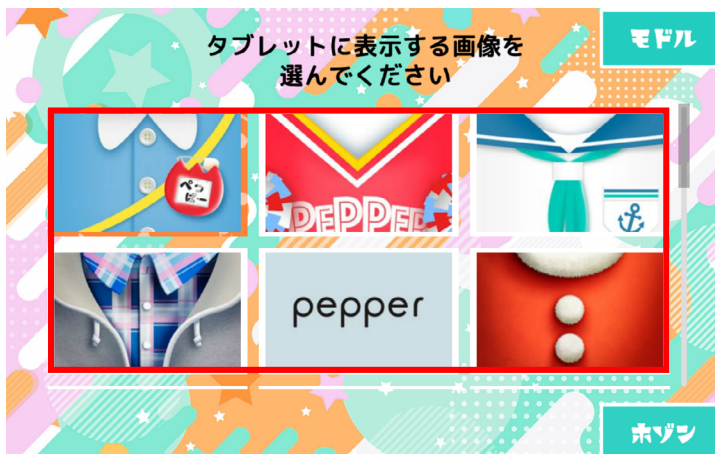 タブレットに表示する画像を
選んでください
モドル
ぺっ
ぱー
PEPPER
pepper
ホゾン